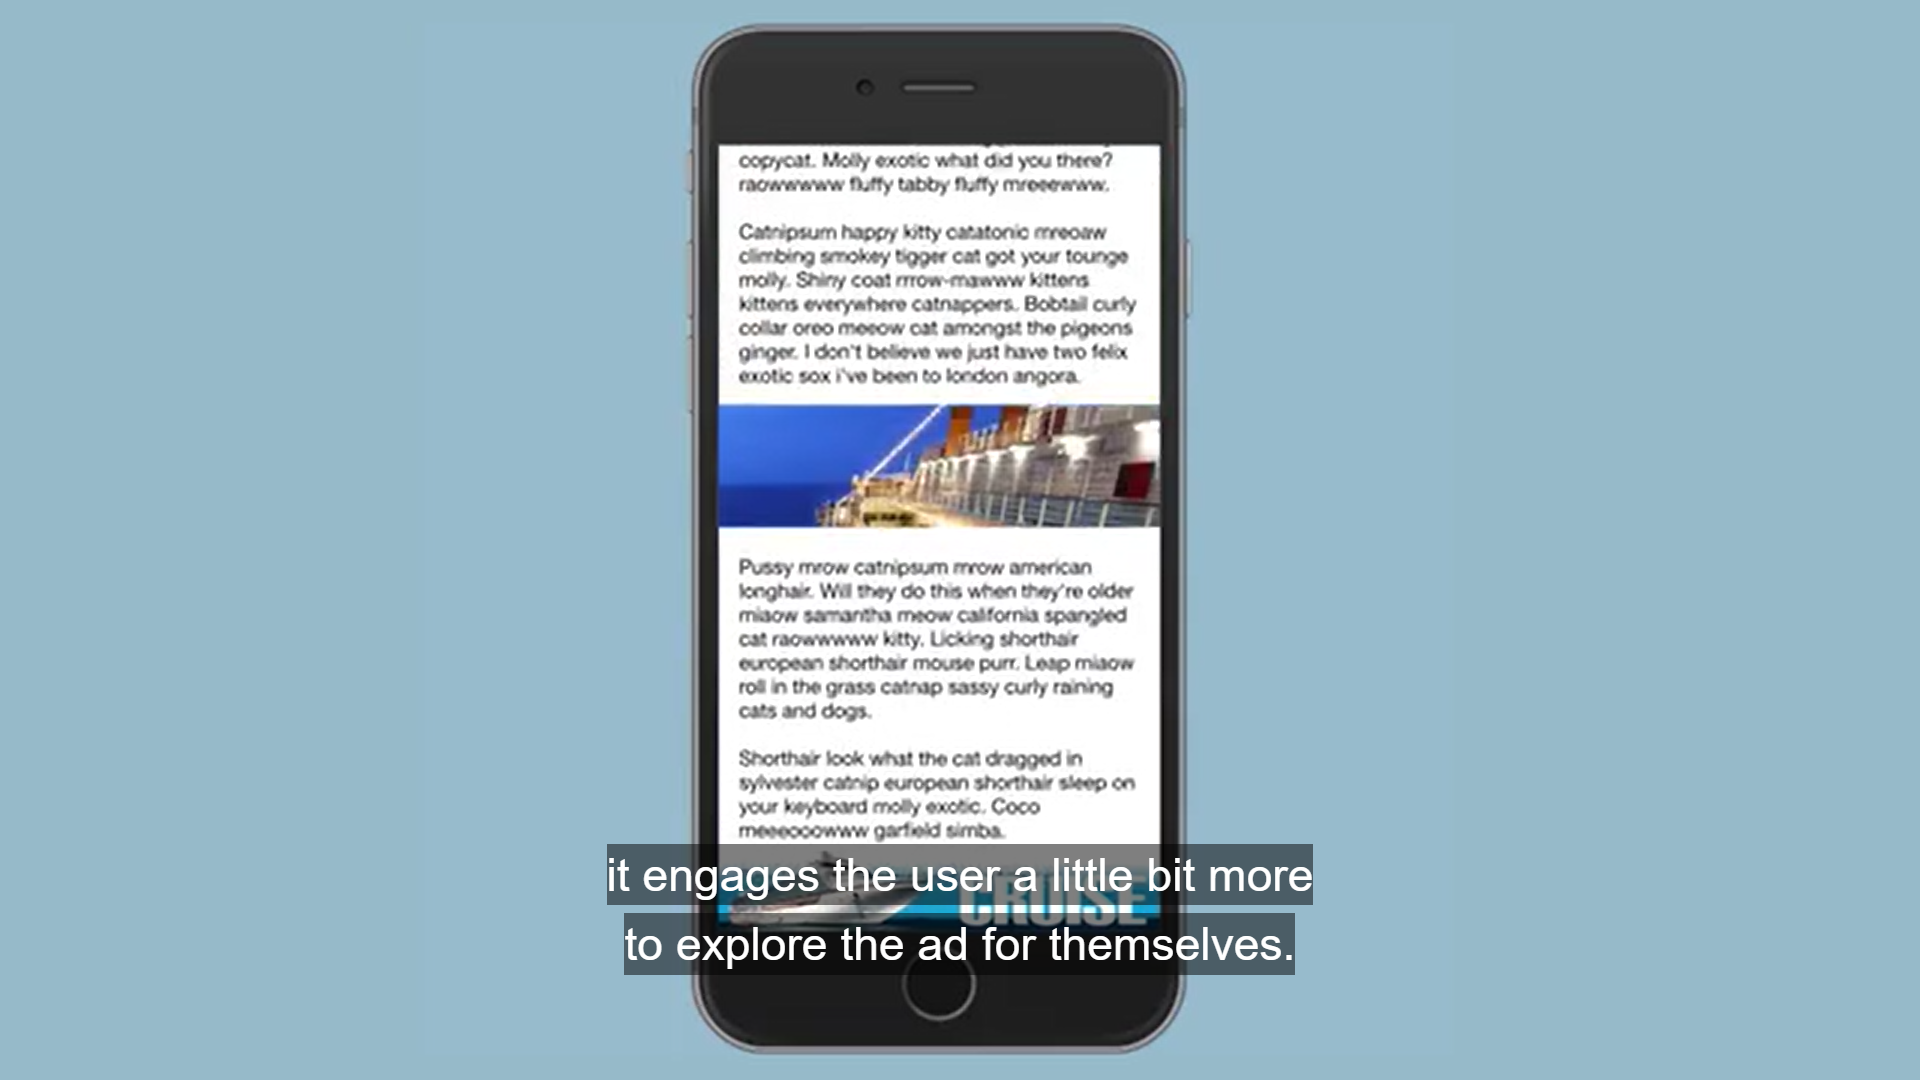 copycat. Molly exotic what did you there?
raowwwww fluffy tabby fluffy mreeewww.
Catnipsum happy kitty catatonic mreoaw
climbing smokey tigger cat got your tounge
molly. Shiny coat rrrow-mawww kittens
kittens everywhere catnappers. Bobtail curly
collar oreo meeow cat amongst the pigeons
ginger. I don't believe we just have two felix
exotic sox i've been to london angora.
Pussy mrow catnipsum mrow american
longhair. Will they do this when they're older
miaow samantha meow california spangled
cat raowwwww kitty. Licking shorthair
european shorthair mouse purr. Leap miaow
roll in the grass catnap sassy curly raining
cats and dogs.
Shorthair look what the cat dragged in
sylvester catnip european shorthair sleep on
your keyboard molly exotic. Coco
meeeooowww garfield simba.
CRUISE
it engages the user a little bit more
to explore the ad for themselves.